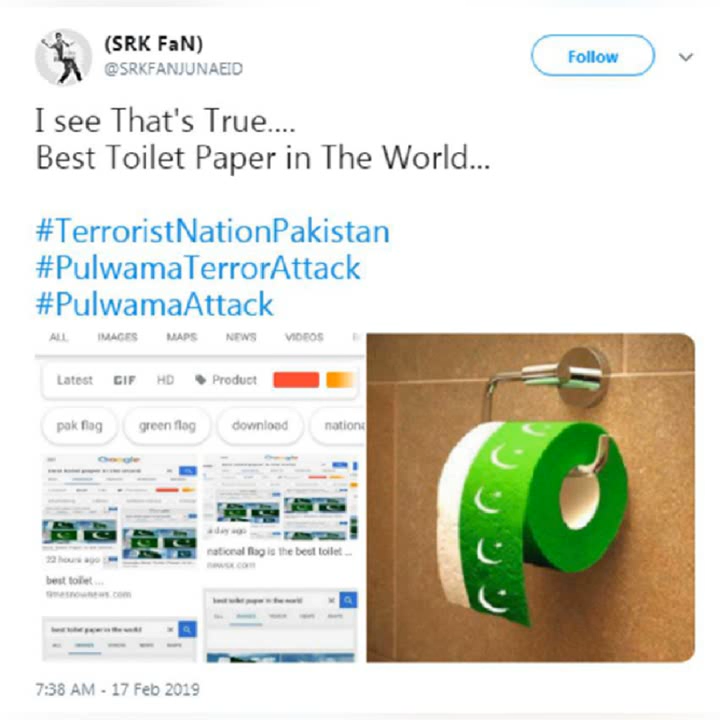 (SRK FaN)
@SRKFANJUNAEID
Follow
I see That's True....
Best Toilet Paper in The World...
#TerroristNationPakistan
#PulwamaTerrorAttack
#PulwamaAttack
ALL IMAGES MAPS NEWS VIDEOS
Latest GIF HD Product
pak flag green flag download nationa
a day ago
22 hours ago
national flag is the best toilet ...
newsx.com
best toilet ...
timesnownews.com
best toilet paper in the world
best toilet paper in the world
7:38 AM - 17 Feb 2019